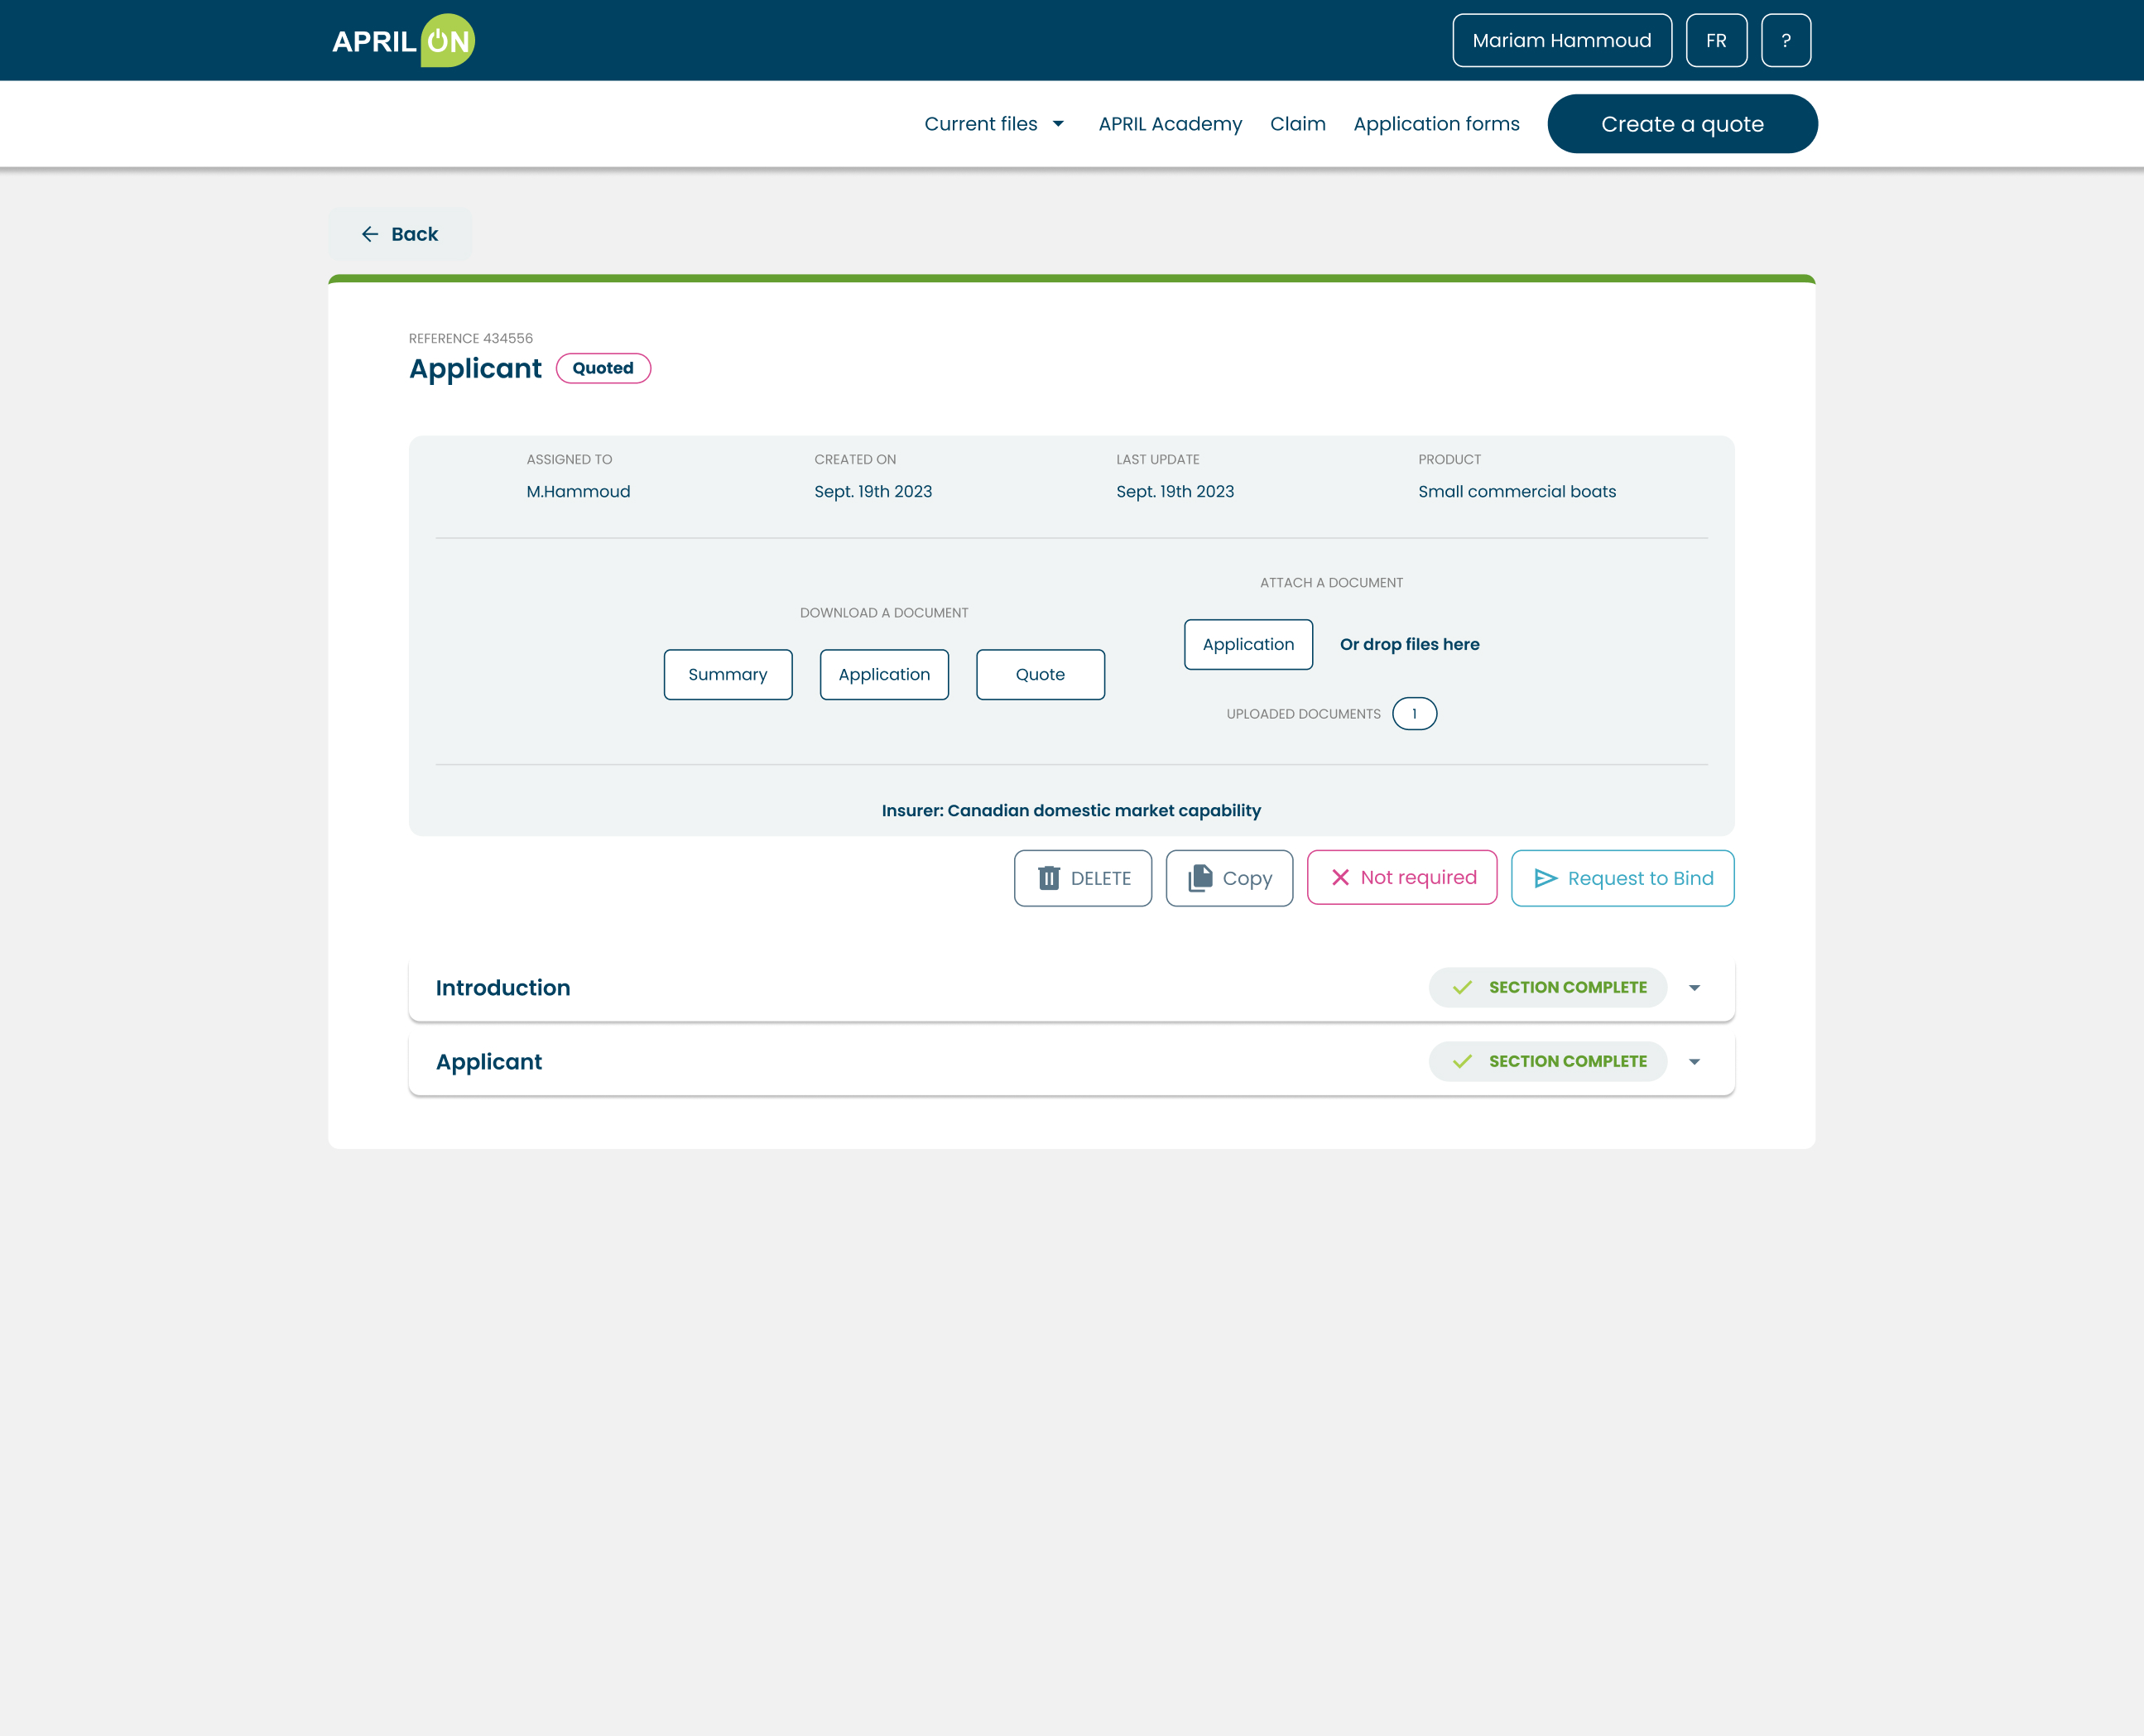 APRIL ON
Mariam Hammoud
FR
?
Current files
APRIL Academy
Claim
Application forms
Create a quote
Back
REFERENCE 434556
Applicant
Quoted
ASSIGNED TO
M.Hammoud
CREATED ON
Sept. 19th 2023
LAST UPDATE
Sept. 19th 2023
PRODUCT
Small commercial boats
DOWNLOAD A DOCUMENT
Summary
Application
Quote
ATTACH A DOCUMENT
Application
Or drop files here
UPLOADED DOCUMENTS
1
Insurer: Canadian domestic market capability
DELETE
Copy
Not required
Request to Bind
Introduction
SECTION COMPLETE
Applicant
SECTION COMPLETE